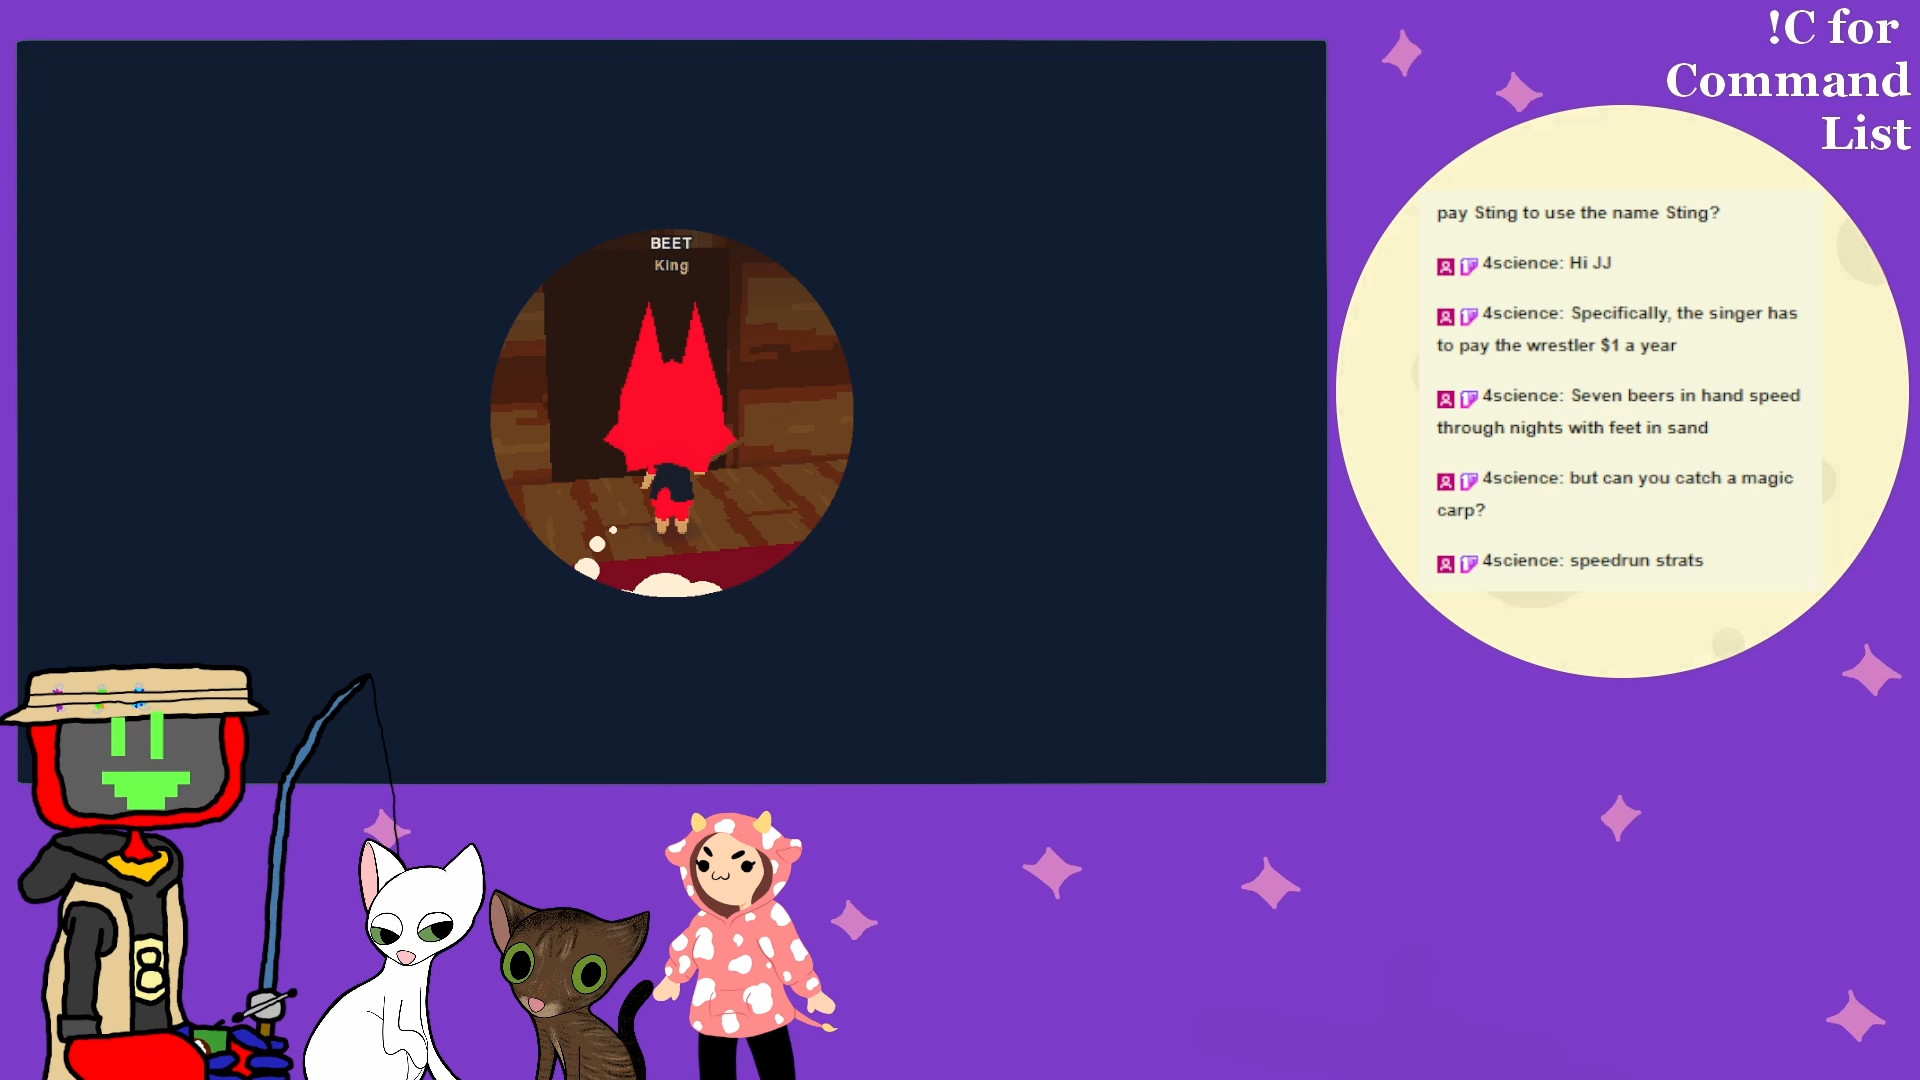 !C for
Command
List
BEET
King
pay Sting to use the name Sting?
4science: Hi JJ
4science: Specifically, the singer has
to pay the wrestler $1 a year
4science: Seven beers in hand speed
through nights with feet in sand
4science: but can you catch a magic
carp?
4science: speedrun strats
8